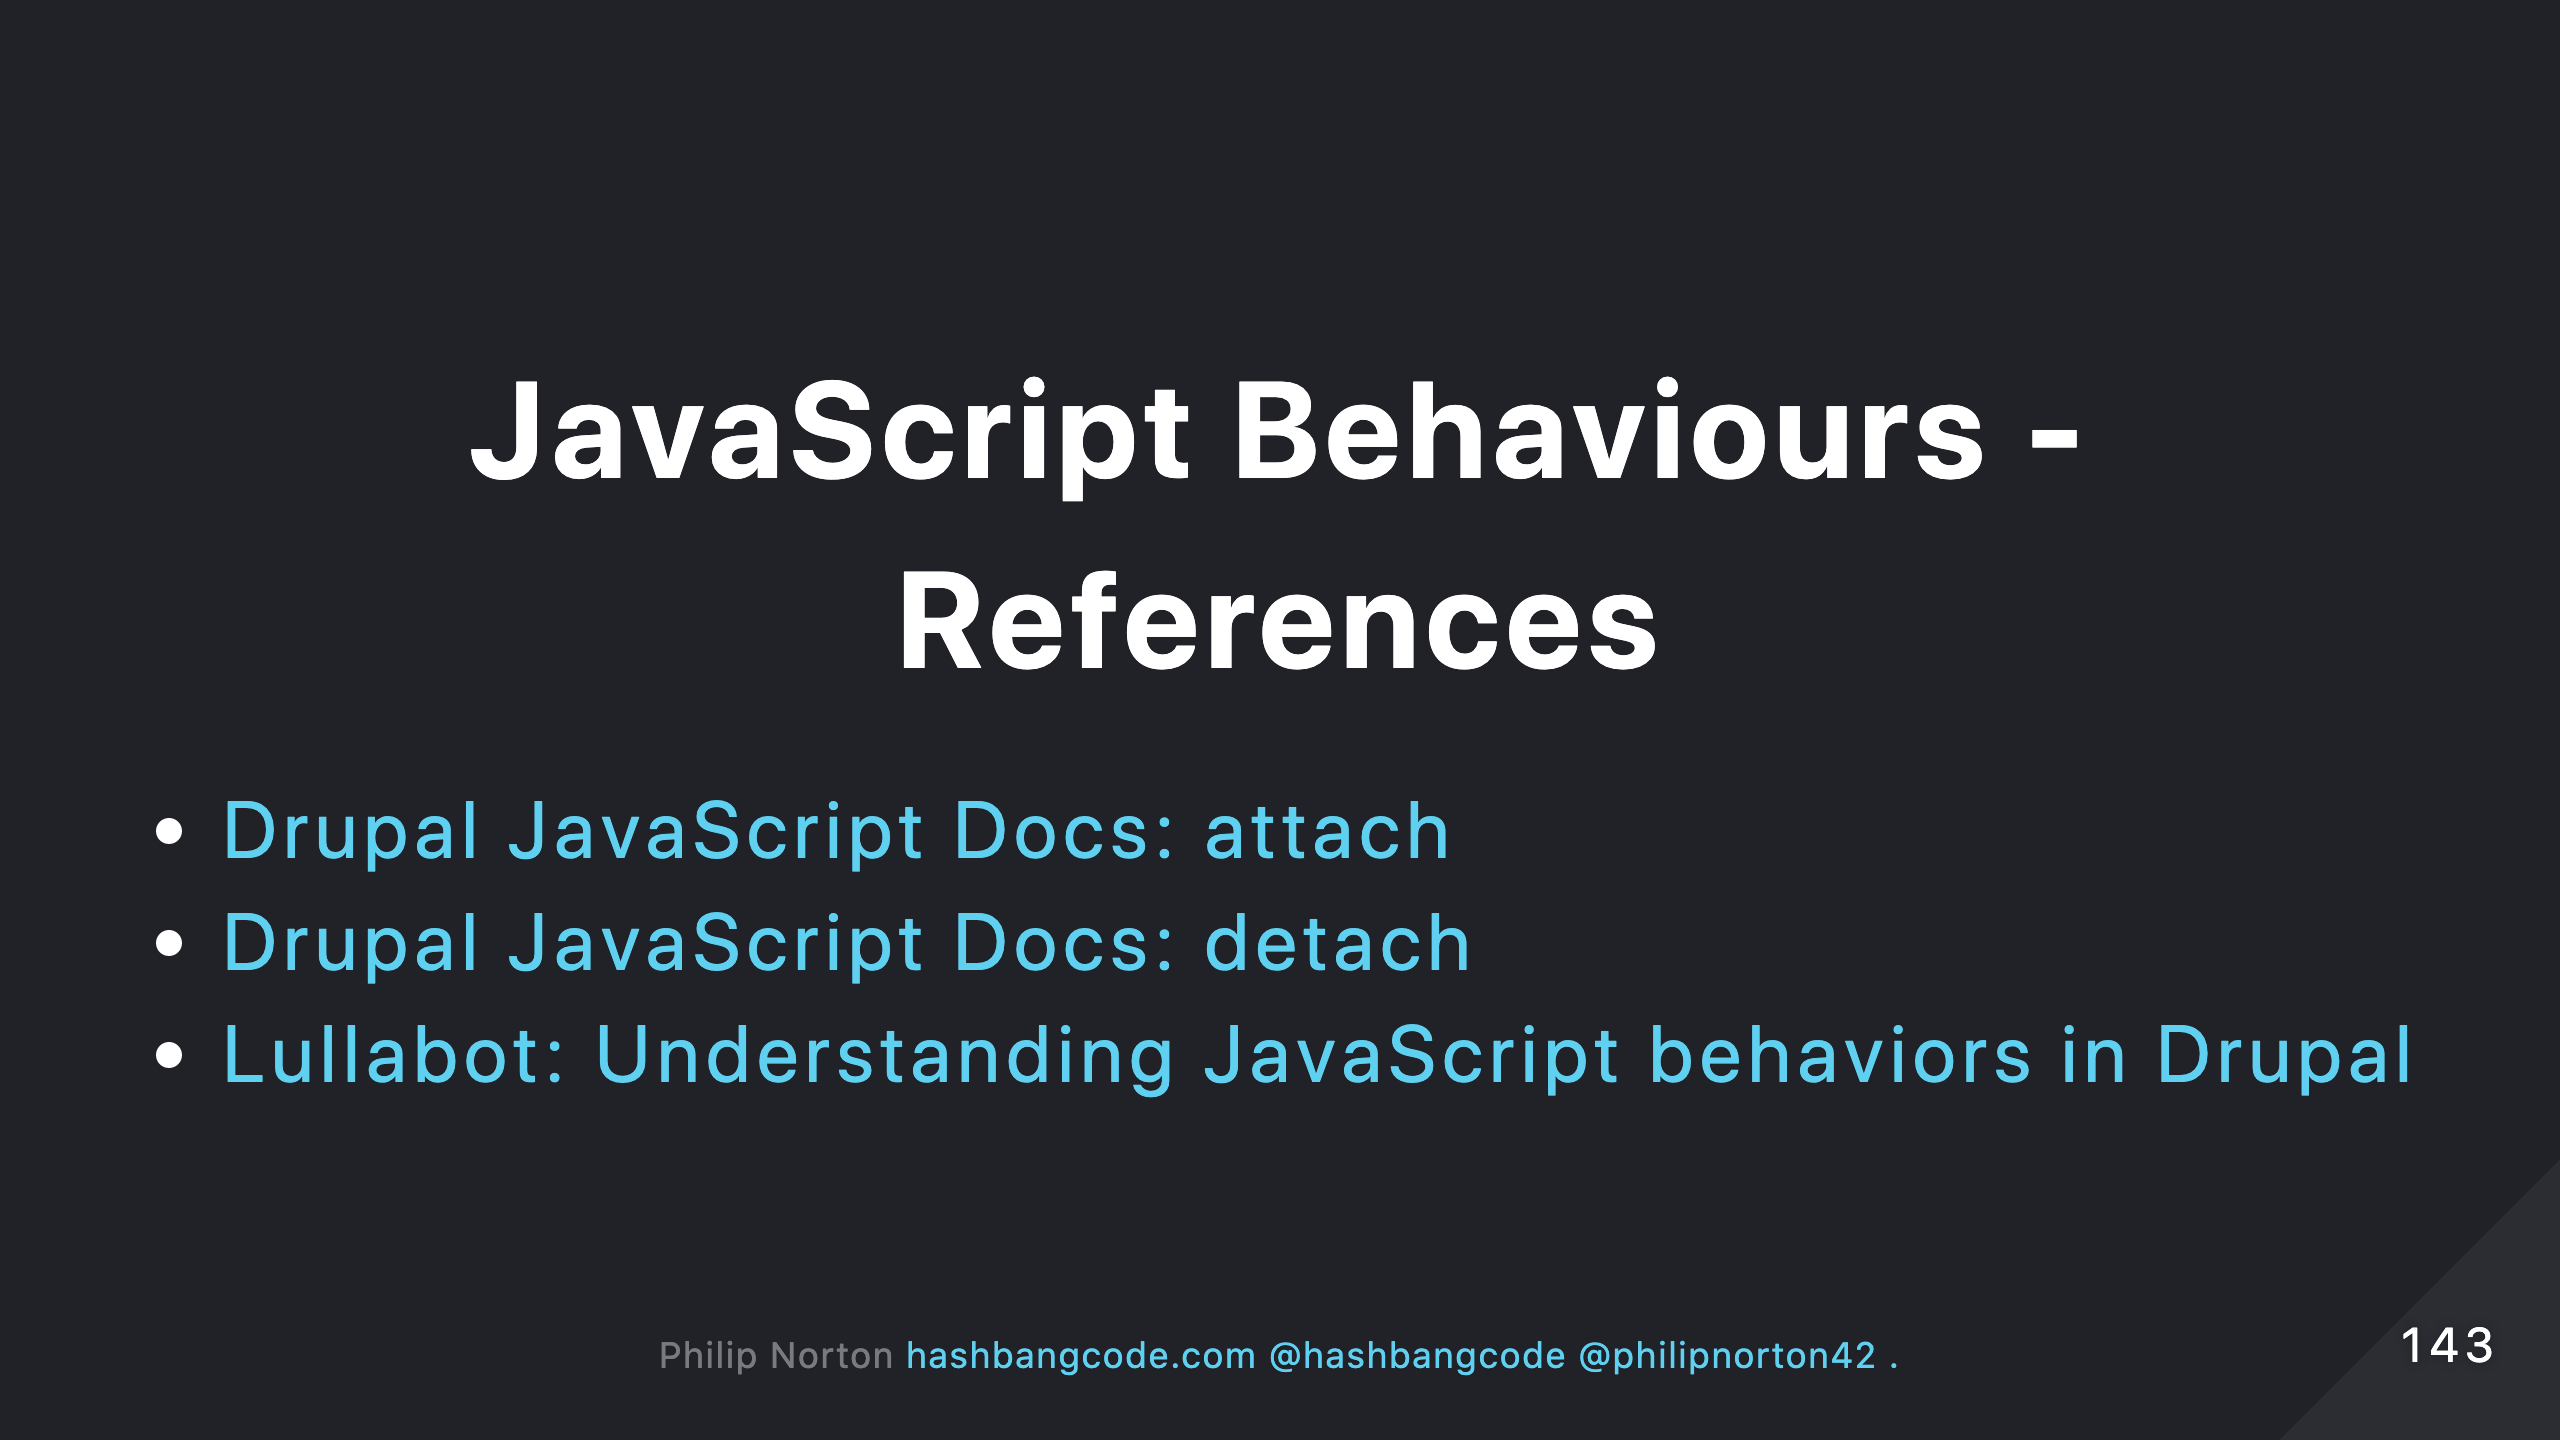 JavaScript Behaviours -
References
• Drupal JavaScript Docs: attach
• Drupal JavaScript Docs: detach
• Lullabot: Understanding JavaScript behaviors in Drupal
Philip Norton hashbangcode.com @hashbangcode @philipnorton42 .
143